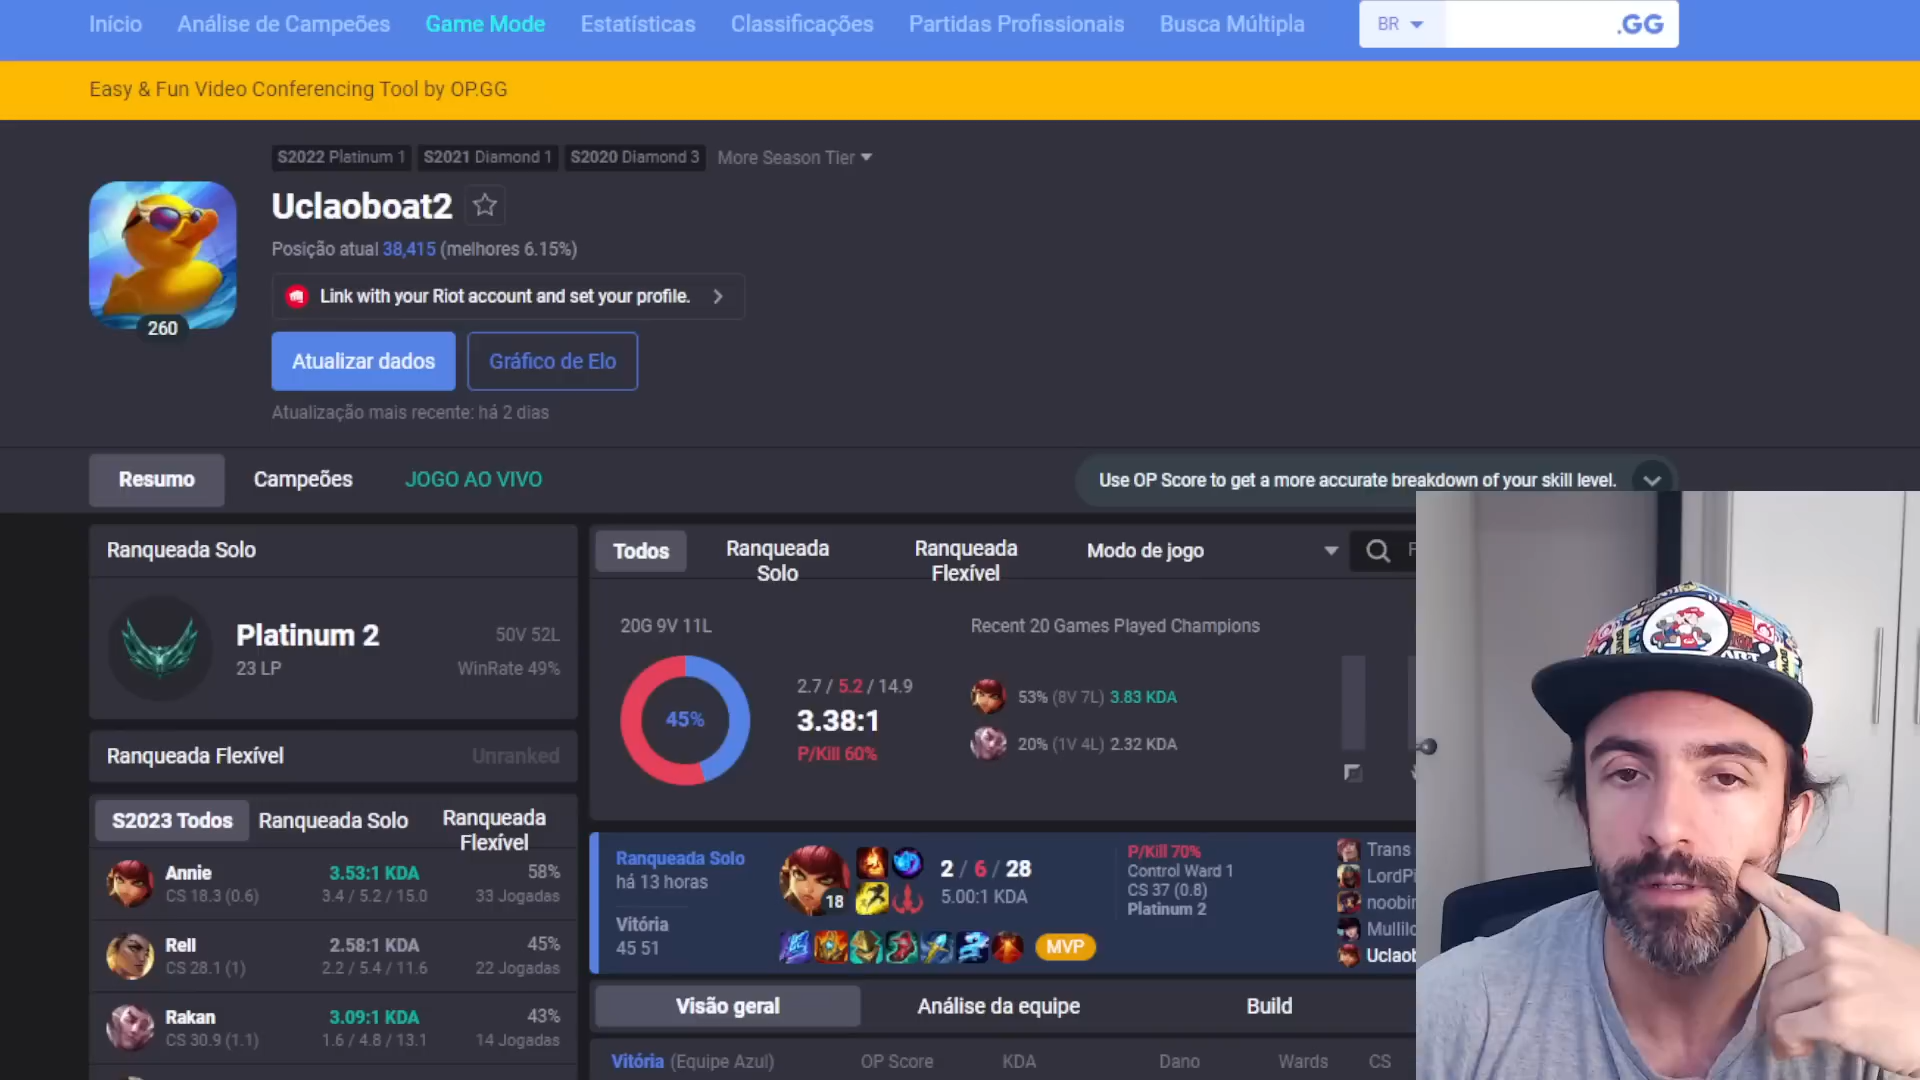 Início Análise de Campeões Game Mode Estatísticas Classificações Partidas Profissionais Busca Múltipla BR .GG
Easy & Fun Video Conferencing Tool by OP.GG
S2022 Platinum 1 S2021 Diamond 1 S2020 Diamond 3 More Season Tier
Uclaoboat2
Posição atual 38,415 (melhores 6.15%)
Link with your Riot account and set your profile.
260
Atualizar dados Gráfico de Elo
Atualização mais recente: há 2 dias
Resumo Campeões JOGO AO VIVO Use OP Score to get a more accurate breakdown of your skill level.
Ranqueada Solo
Platinum 2 50V 52L
23 LP WinRate 49%
Ranqueada Flexível Unranked
S2023 Todos Ranqueada Solo Ranqueada Flexível
Annie 3.53:1 KDA 58%
CS 18.3 (0.6) 3.4 / 5.2 / 15.0 33 Jogadas
Rell 2.58:1 KDA 45%
CS 28.1 (1) 2.2 / 5.4 / 11.6 22 Jogadas
Rakan 3.09:1 KDA 43%
CS 30.9 (1.1) 1.6 / 4.8 / 13.1 14 Jogadas
Todos Ranqueada Solo Ranqueada Flexível Modo de jogo F
20G 9V 11L Recent 20 Games Played Champions
45%
2.7 / 5.2 / 14.9
3.38:1
P/Kill 60%
53% (8V 7L) 3.83 KDA
20% (1V 4L) 2.32 KDA
Ranqueada Solo
há 13 horas
Vitória
45 51
18
2 / 6 / 28
5.00:1 KDA
MVP
P/Kill 70%
Control Ward 1
CS 37 (0.8)
Platinum 2
Trans
LordPi
noobin
Mullilo
Uclaob
Visão geral Análise da equipe Build
Vitória (Equipe Azul) OP Score KDA Dano Wards CS